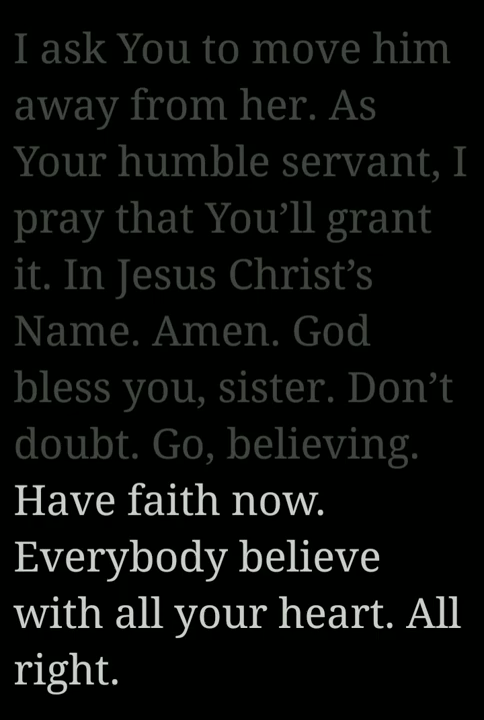 I ask You to move him
away from her. As
Your humble servant, I
pray that You’ll grant
it. In Jesus Christ’s
Name. Amen. God
bless you, sister. Don’t
doubt. Go, believing.
Have faith now.
Everybody believe
with all your heart. All
right.